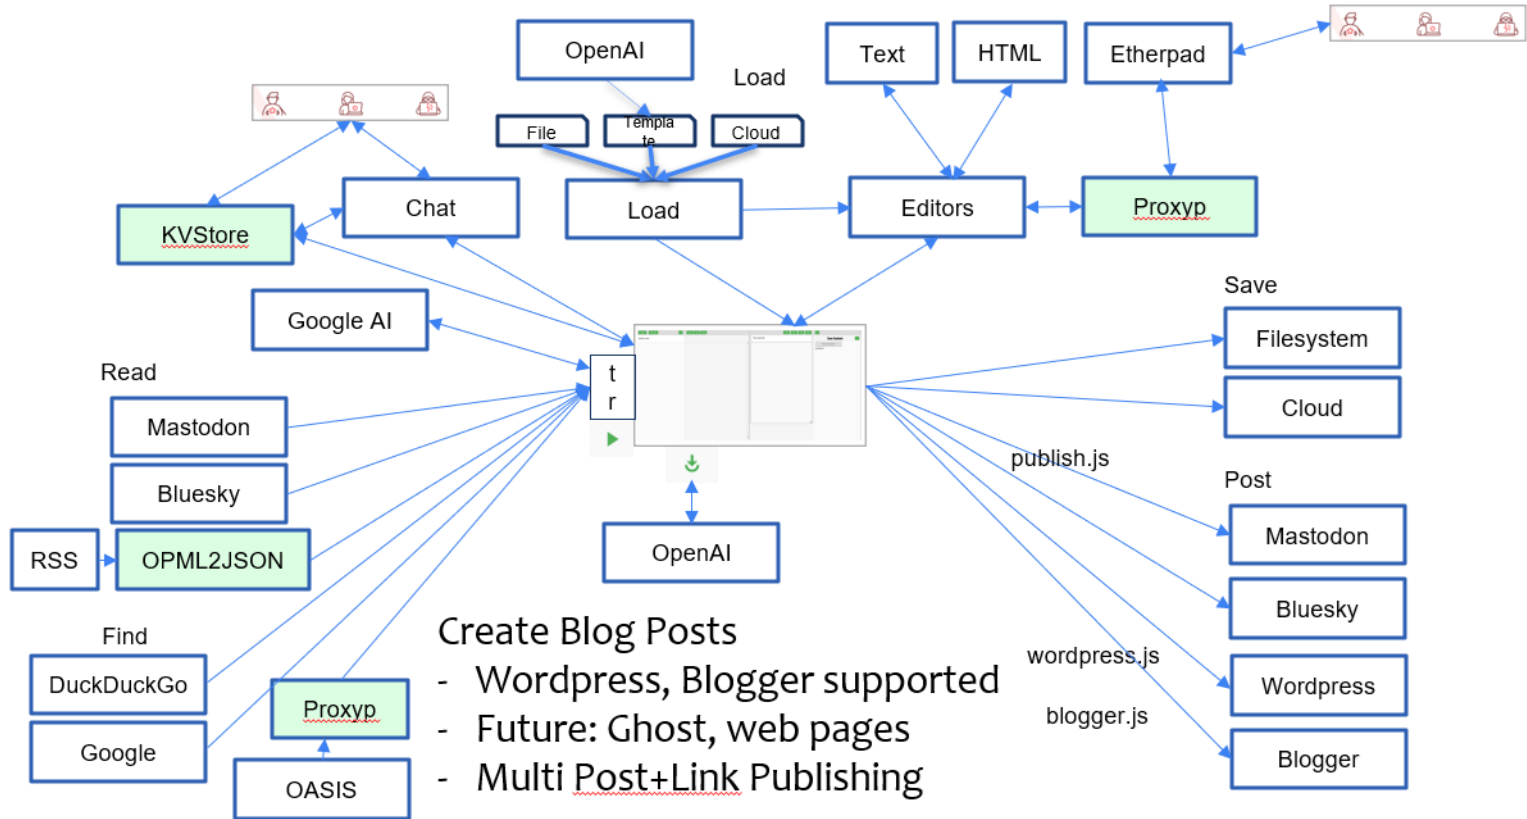 OpenAI
Load
Text
HTML
Etherpad
File
Templa
te
Cloud
Chat
Load
Editors
Proxyp
KVStore
Google AI
Save
Filesystem
Cloud
Read
Mastodon
Bluesky
RSS
OPML2JSON
t
r
OpenAI
publish.js
Post
Mastodon
Bluesky
wordpress.js
Wordpress
blogger.js
Blogger
Find
DuckDuckGo
Google
Proxyp
OASIS
Create Blog Posts
- Wordpress, Blogger supported
- Future: Ghost, web pages
- Multi Post+Link Publishing